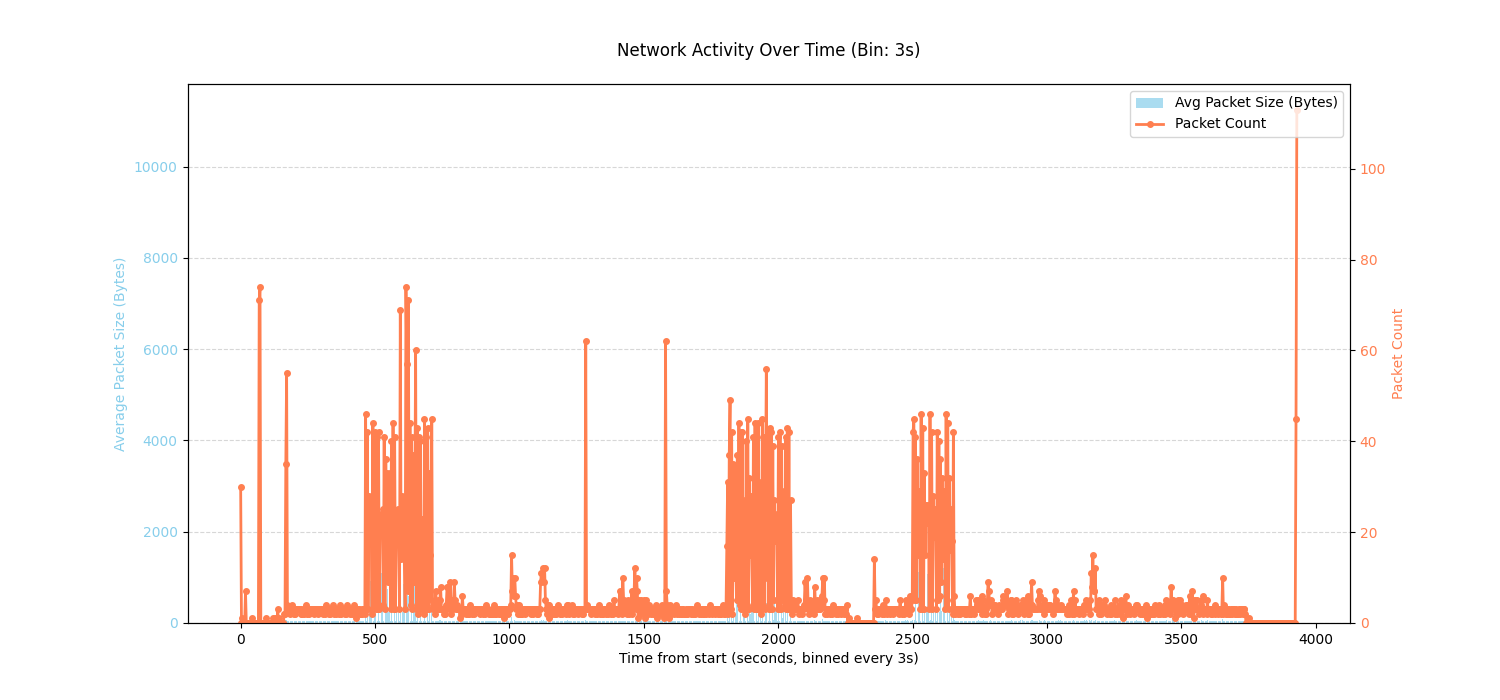 Network Activity Over Time (Bin: 3s)
Avg Packet Size (Bytes)
Packet Count
Average Packet Size (Bytes)
10000
8000
6000
4000
2000
0
100
80
60
40
20
0
Packet Count
0 500 1000 1500 2000 2500 3000 3500 4000
Time from start (seconds, binned every 3s)